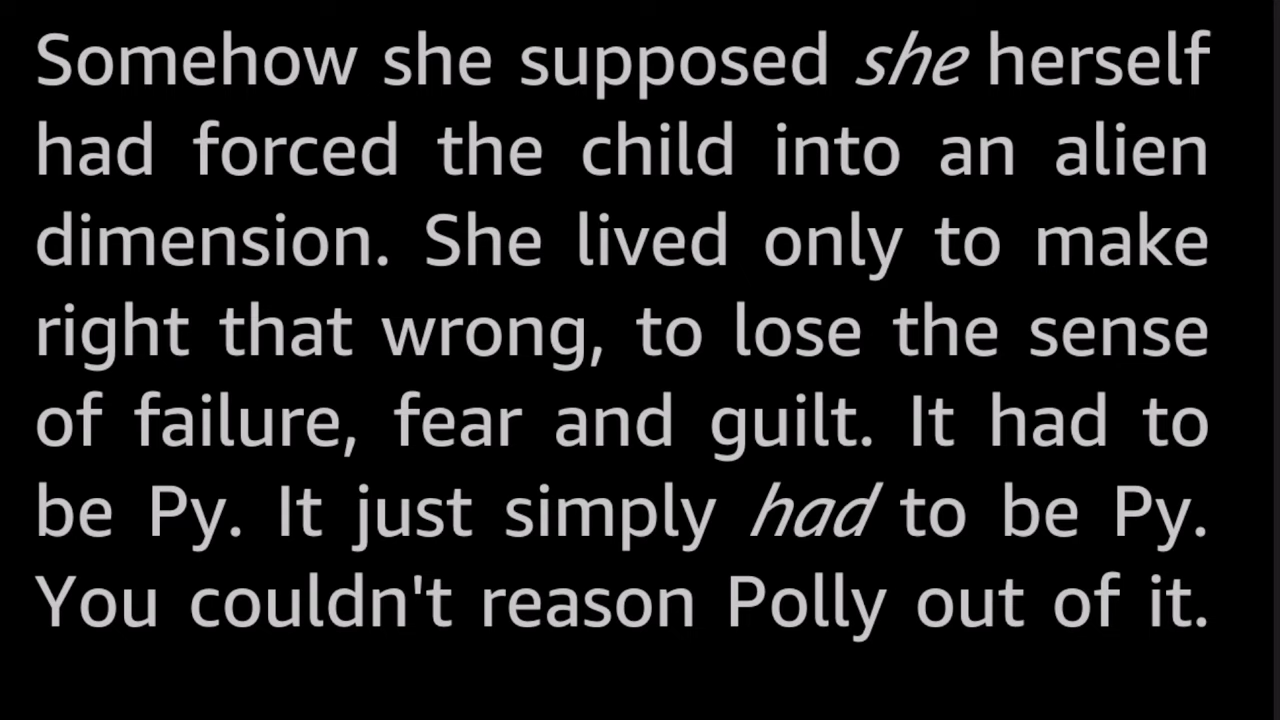 Somehow she supposed she herself
had forced the child into an alien
dimension. She lived only to make
right that wrong, to lose the sense
of failure, fear and guilt. It had to
be Py. It just simply had to be Py.
You couldn't reason Polly out of it.